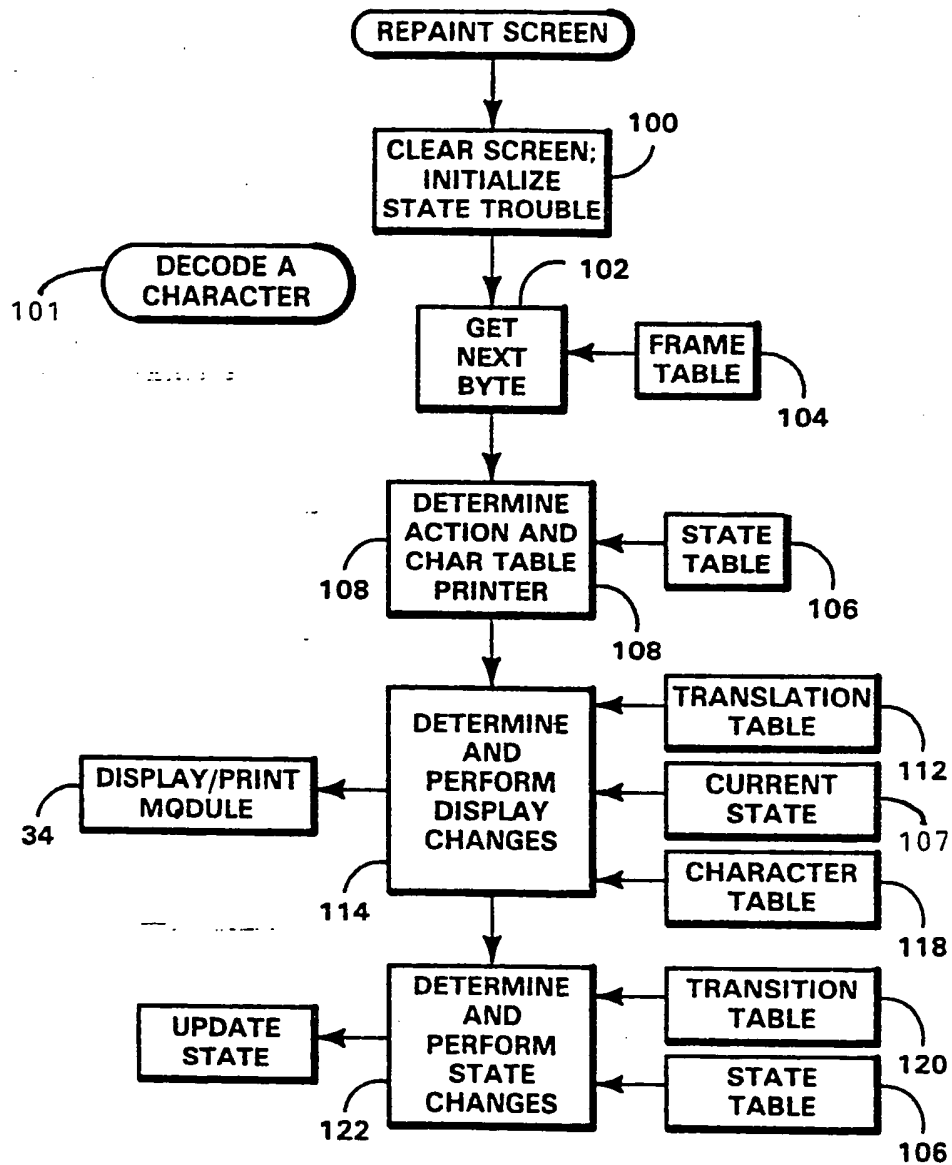 REPAINT SCREEN
100
CLEAR SCREEN;
INITIALIZE
STATE TROUBLE
DECODE A
CHARACTER
101
102
GET
NEXT
BYTE
FRAME
TABLE
104
DETERMINE
ACTION AND
CHAR TABLE
PRINTER
108
108
STATE
TABLE
106
DETERMINE
AND
PERFORM
DISPLAY
CHANGES
114
DISPLAY/PRINT
MODULE
34
TRANSLATION
TABLE
112
CURRENT
STATE
107
CHARACTER
TABLE
118
DETERMINE
AND
PERFORM
STATE
CHANGES
122
UPDATE
STATE
TRANSITION
TABLE
120
STATE
TABLE
106